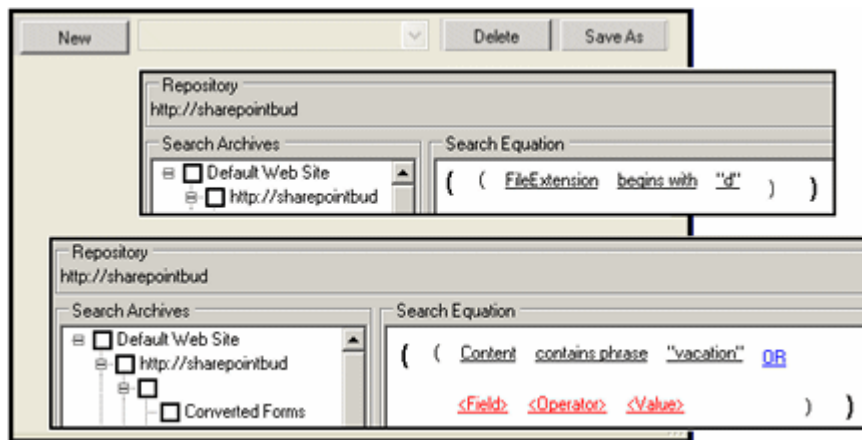 New Delete Save As
Repository
http://sharepointbud
Search Archives Search Equation
Default Web Site
http://sharepointbud
( ( FileExtension begins with "d" ) )
Repository
http://sharepointbud
Search Archives Search Equation
Default Web Site
http://sharepointbud
Converted Forms
( ( Content contains phrase "vacation" OR
<Field> <Operator> <Value> ) )